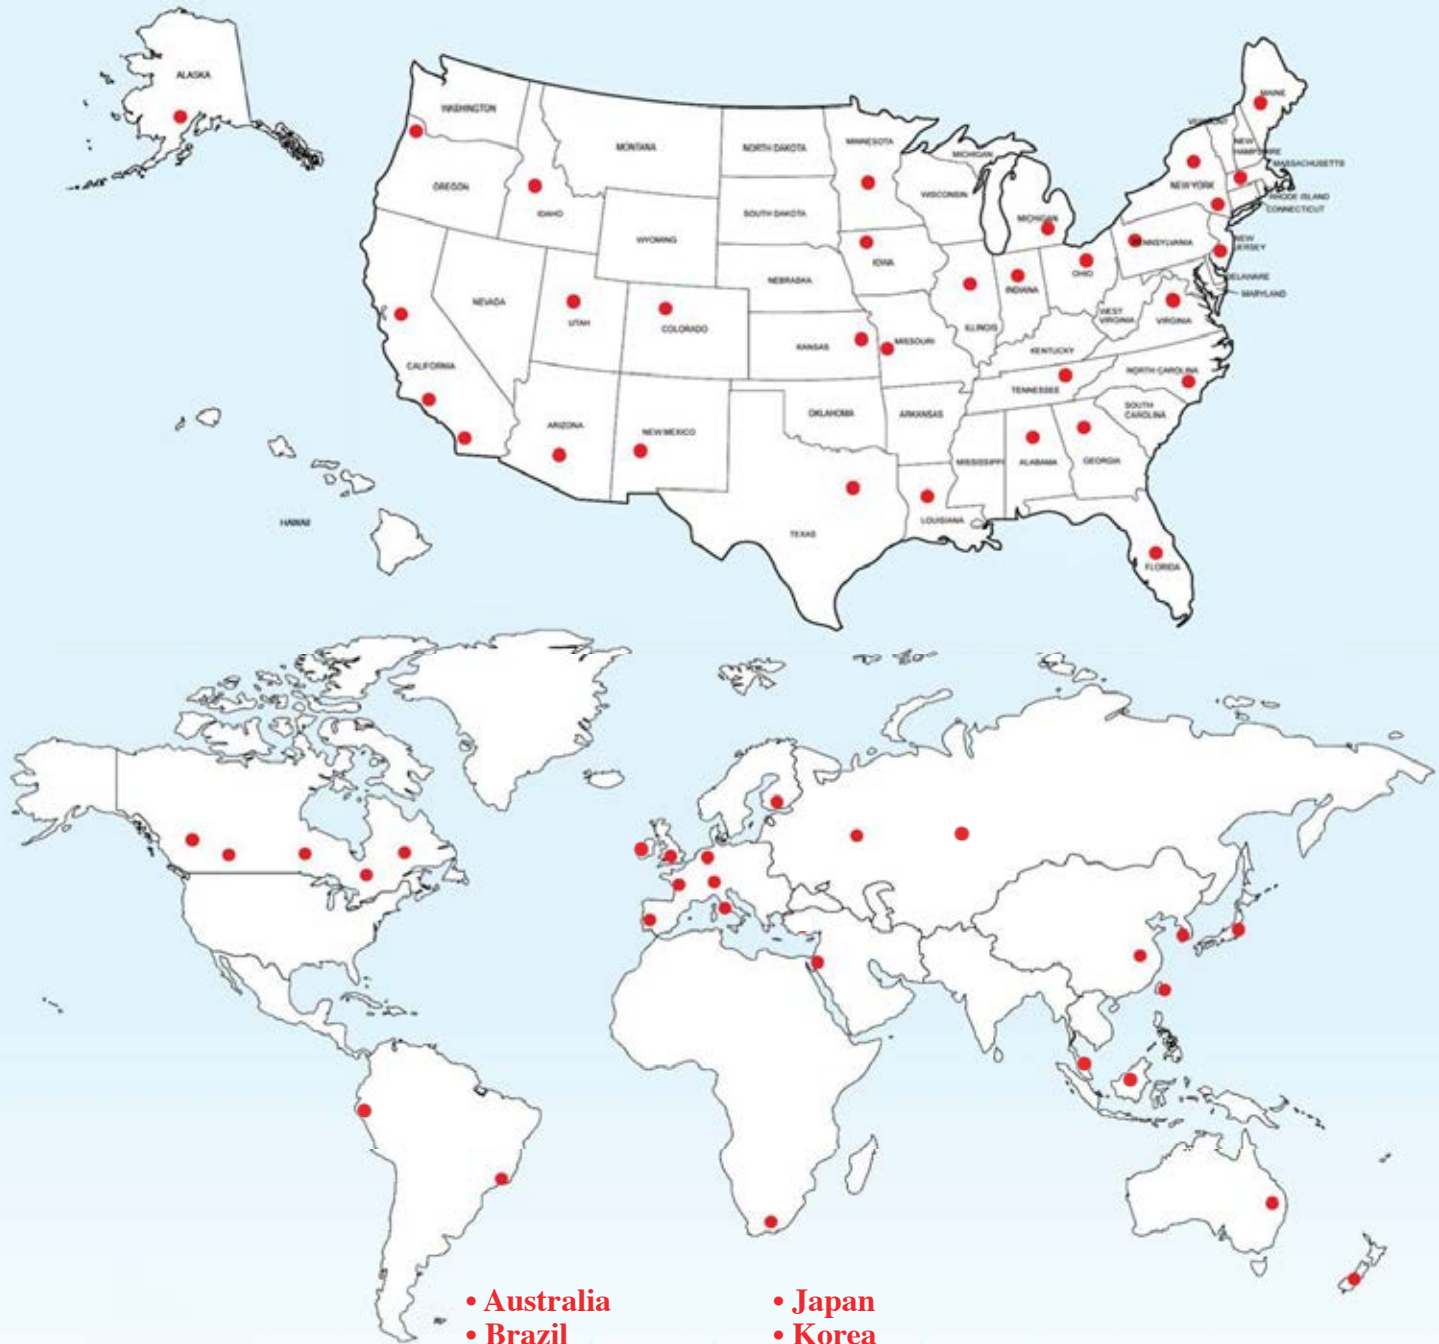 ALASKA
WASHINGTON
OREGON
IDAHO
MONTANA
WYOMING
NORTH DAKOTA
SOUTH DAKOTA
NEBRASKA
KANSAS
MINNESOTA
IOWA
WISCONSIN
MICHIGAN
MICHIGAN
ILLINOIS
INDIANA
OHIO
PENNSYLVANIA
NEW YORK
MAINE
NEW
HAMPSHIRE
MASSACHUSETTS
RHODE ISLAND
CONNECTICUT
NEW
JERSEY
DELAWARE
MARYLAND
WEST
VIRGINIA
VIRGINIA
KENTUCKY
NORTH CAROLINA
TENNESSEE
SOUTH
CAROLINA
GEORGIA
ALABAMA
MISSISSIPPI
FLORIDA
LOUISIANA
ARKANSAS
MISSOURI
OKLAHOMA
TEXAS
NEW MEXICO
ARIZONA
COLORADO
UTAH
NEVADA
CALIFORNIA
HAWAII
• Australia
• Brazil
• Japan
• Korea